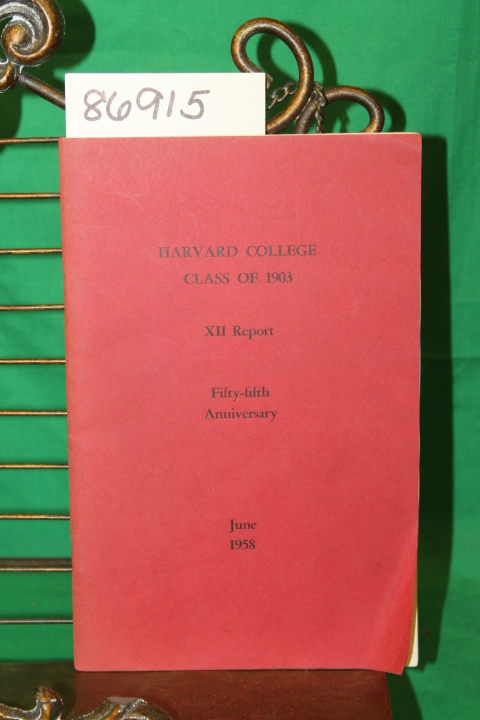 86915
HARVARD COLLEGE
CLASS OF 1903
XII Report
Fifty-fifth
Anniversary
June
1958